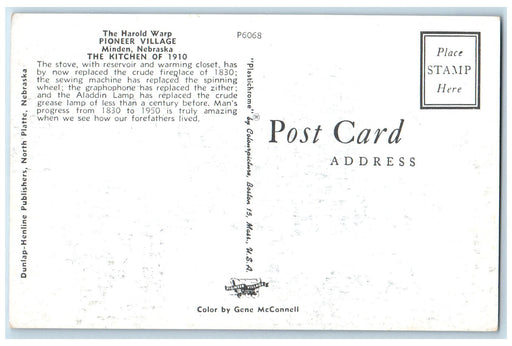 The Harold Warp
PIONEER VILLAGE
Minden, Nebraska
THE KITCHEN OF 1910
The stove, with reservoir and warming closet, has
by now replaced the crude fireplace of 1830;
the sewing machine has replaced the spinning
wheel; the graphophone has replaced the zither;
and the Aladdin Lamp has replaced the crude
grease lamp of less than a century before. Man's
progress from 1830 to 1950 is truly amazing
when we see how our forefathers lived.
Dunlap-Henline Publishers, North Platte, Nebraska
P6068
"Plastichrome" ® by Colourpicture, Boston 15, Mass., U.S.A.
Place
STAMP
Here
Post Card
ADDRESS
Color by Gene McConnell